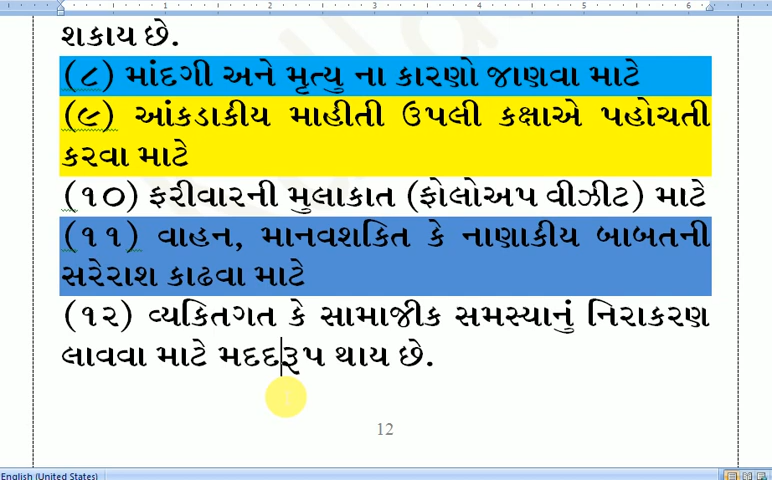 શકાય છે.
(૮) માંદગી અને મૃત્યુ ના કારણો જાણવા માટે
(૯) આંકડાકીય માહીતી ઉપલી કક્ષાએ પહોચતી
કરવા માટે
(૧૦) ફરીવારની મુલાકાત (ફોલોઅપ વીઝીટ) માટે
(૧૧) વાહન, માનવશકિત કે નાણાકીય બાબતની
સરેરાશ કાઢવા માટે
(૧૨) વ્યકિતગત કે સામાજીક સમસ્યાનું નિરાકરણ
લાવવા માટે મદદરૂપ થાય છે.
12
English (United States)